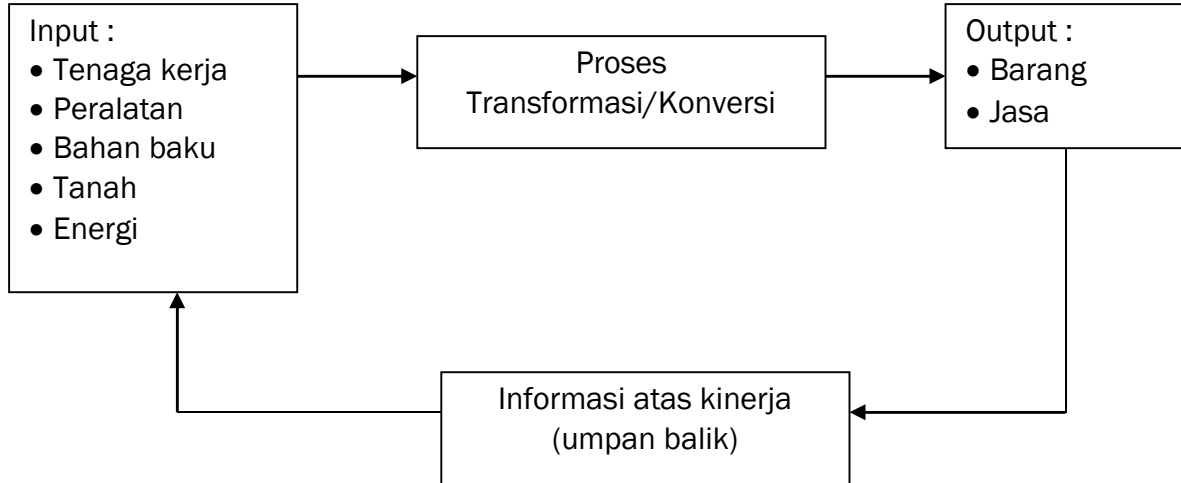 Input :
• Tenaga kerja
• Peralatan
• Bahan baku
• Tanah
• Energi
Proses
Transformasi/Konversi
Output :
• Barang
• Jasa
Informasi atas kinerja
(umpan balik)